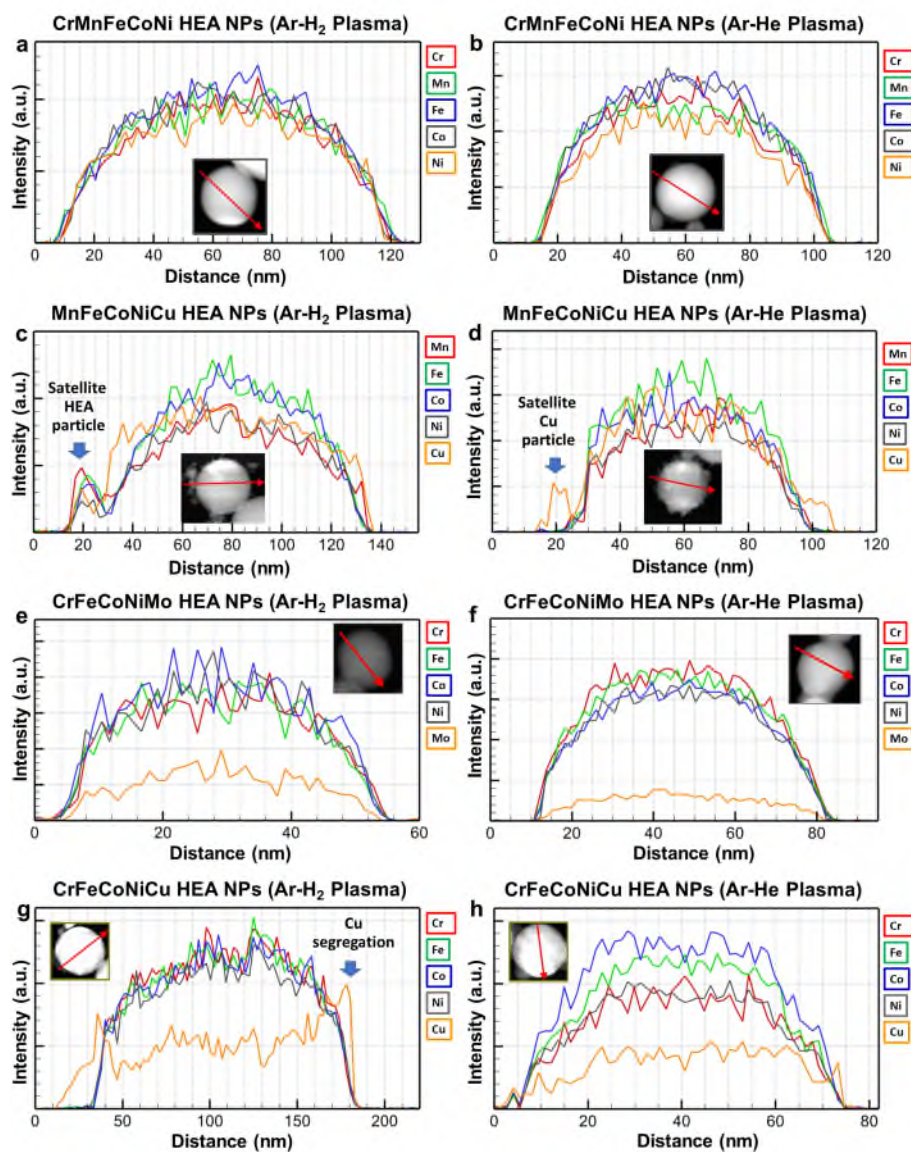 CrMnFeCoNi HEA NPs (Ar-H₂ Plasma)
a
Intensity (a.u.)
Cr
Mn
Fe
Co
Ni
0 20 40 60 80 100 120
Distance (nm)
CrMnFeCoNi HEA NPs (Ar-He Plasma)
b
Intensity (a.u.)
Cr
Mn
Fe
Co
Ni
0 20 40 60 80 100 120
Distance (nm)
MnFeCoNiCu HEA NPs (Ar-H₂ Plasma)
c
Intensity (a.u.)
Satellite
HEA
particle
Mn
Fe
Co
Ni
Cu
0 20 40 60 80 100 120 140
Distance (nm)
MnFeCoNiCu HEA NPs (Ar-He Plasma)
d
Intensity (a.u.)
Satellite
Cu
particle
Mn
Fe
Co
Ni
Cu
0 20 40 60 80 100 120
Distance (nm)
CrFeCoNiMo HEA NPs (Ar-H₂ Plasma)
e
Intensity (a.u.)
Cr
Fe
Co
Ni
Mo
0 20 40 60
Distance (nm)
CrFeCoNiMo HEA NPs (Ar-He Plasma)
f
Intensity (a.u.)
Cr
Fe
Co
Ni
Mo
0 20 40 60 80
Distance (nm)
CrFeCoNiCu HEA NPs (Ar-H₂ Plasma)
g
Intensity (a.u.)
Cu
segregation
Cr
Fe
Co
Ni
Cu
0 50 100 150 200
Distance (nm)
CrFeCoNiCu HEA NPs (Ar-He Plasma)
h
Intensity (a.u.)
Cr
Fe
Co
Ni
Cu
0 20 40 60 80
Distance (nm)